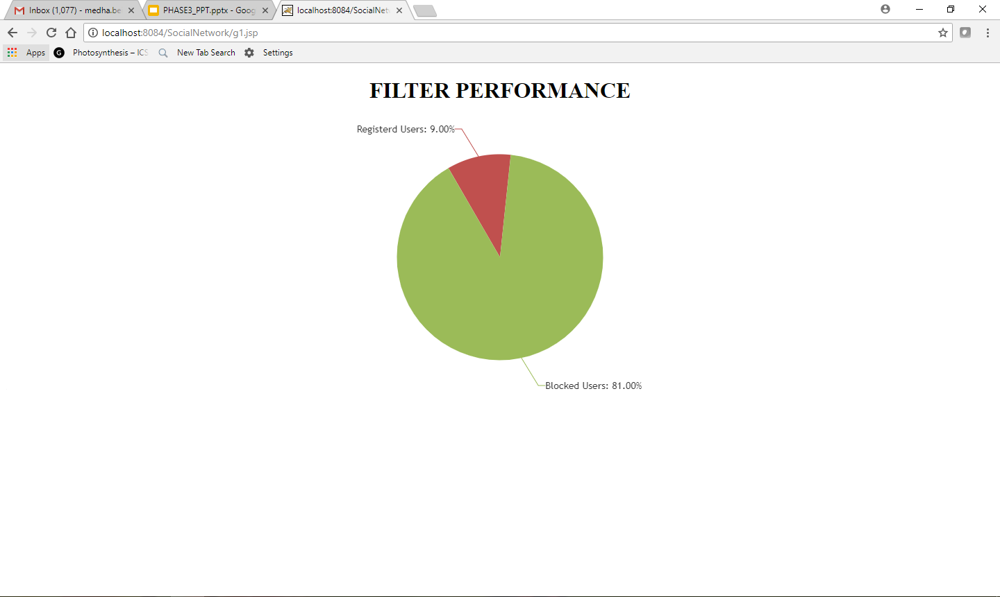 Inbox (1,077) - medha.be
PHASE3_PPT.pptx - Goog
localhost:8084/SocialNet
localhost:8084/SocialNetwork/g1.jsp
Apps G Photosynthesis – ICS New Tab Search Settings
FILTER PERFORMANCE
Registerd Users: 9.00%
Blocked Users: 81.00%